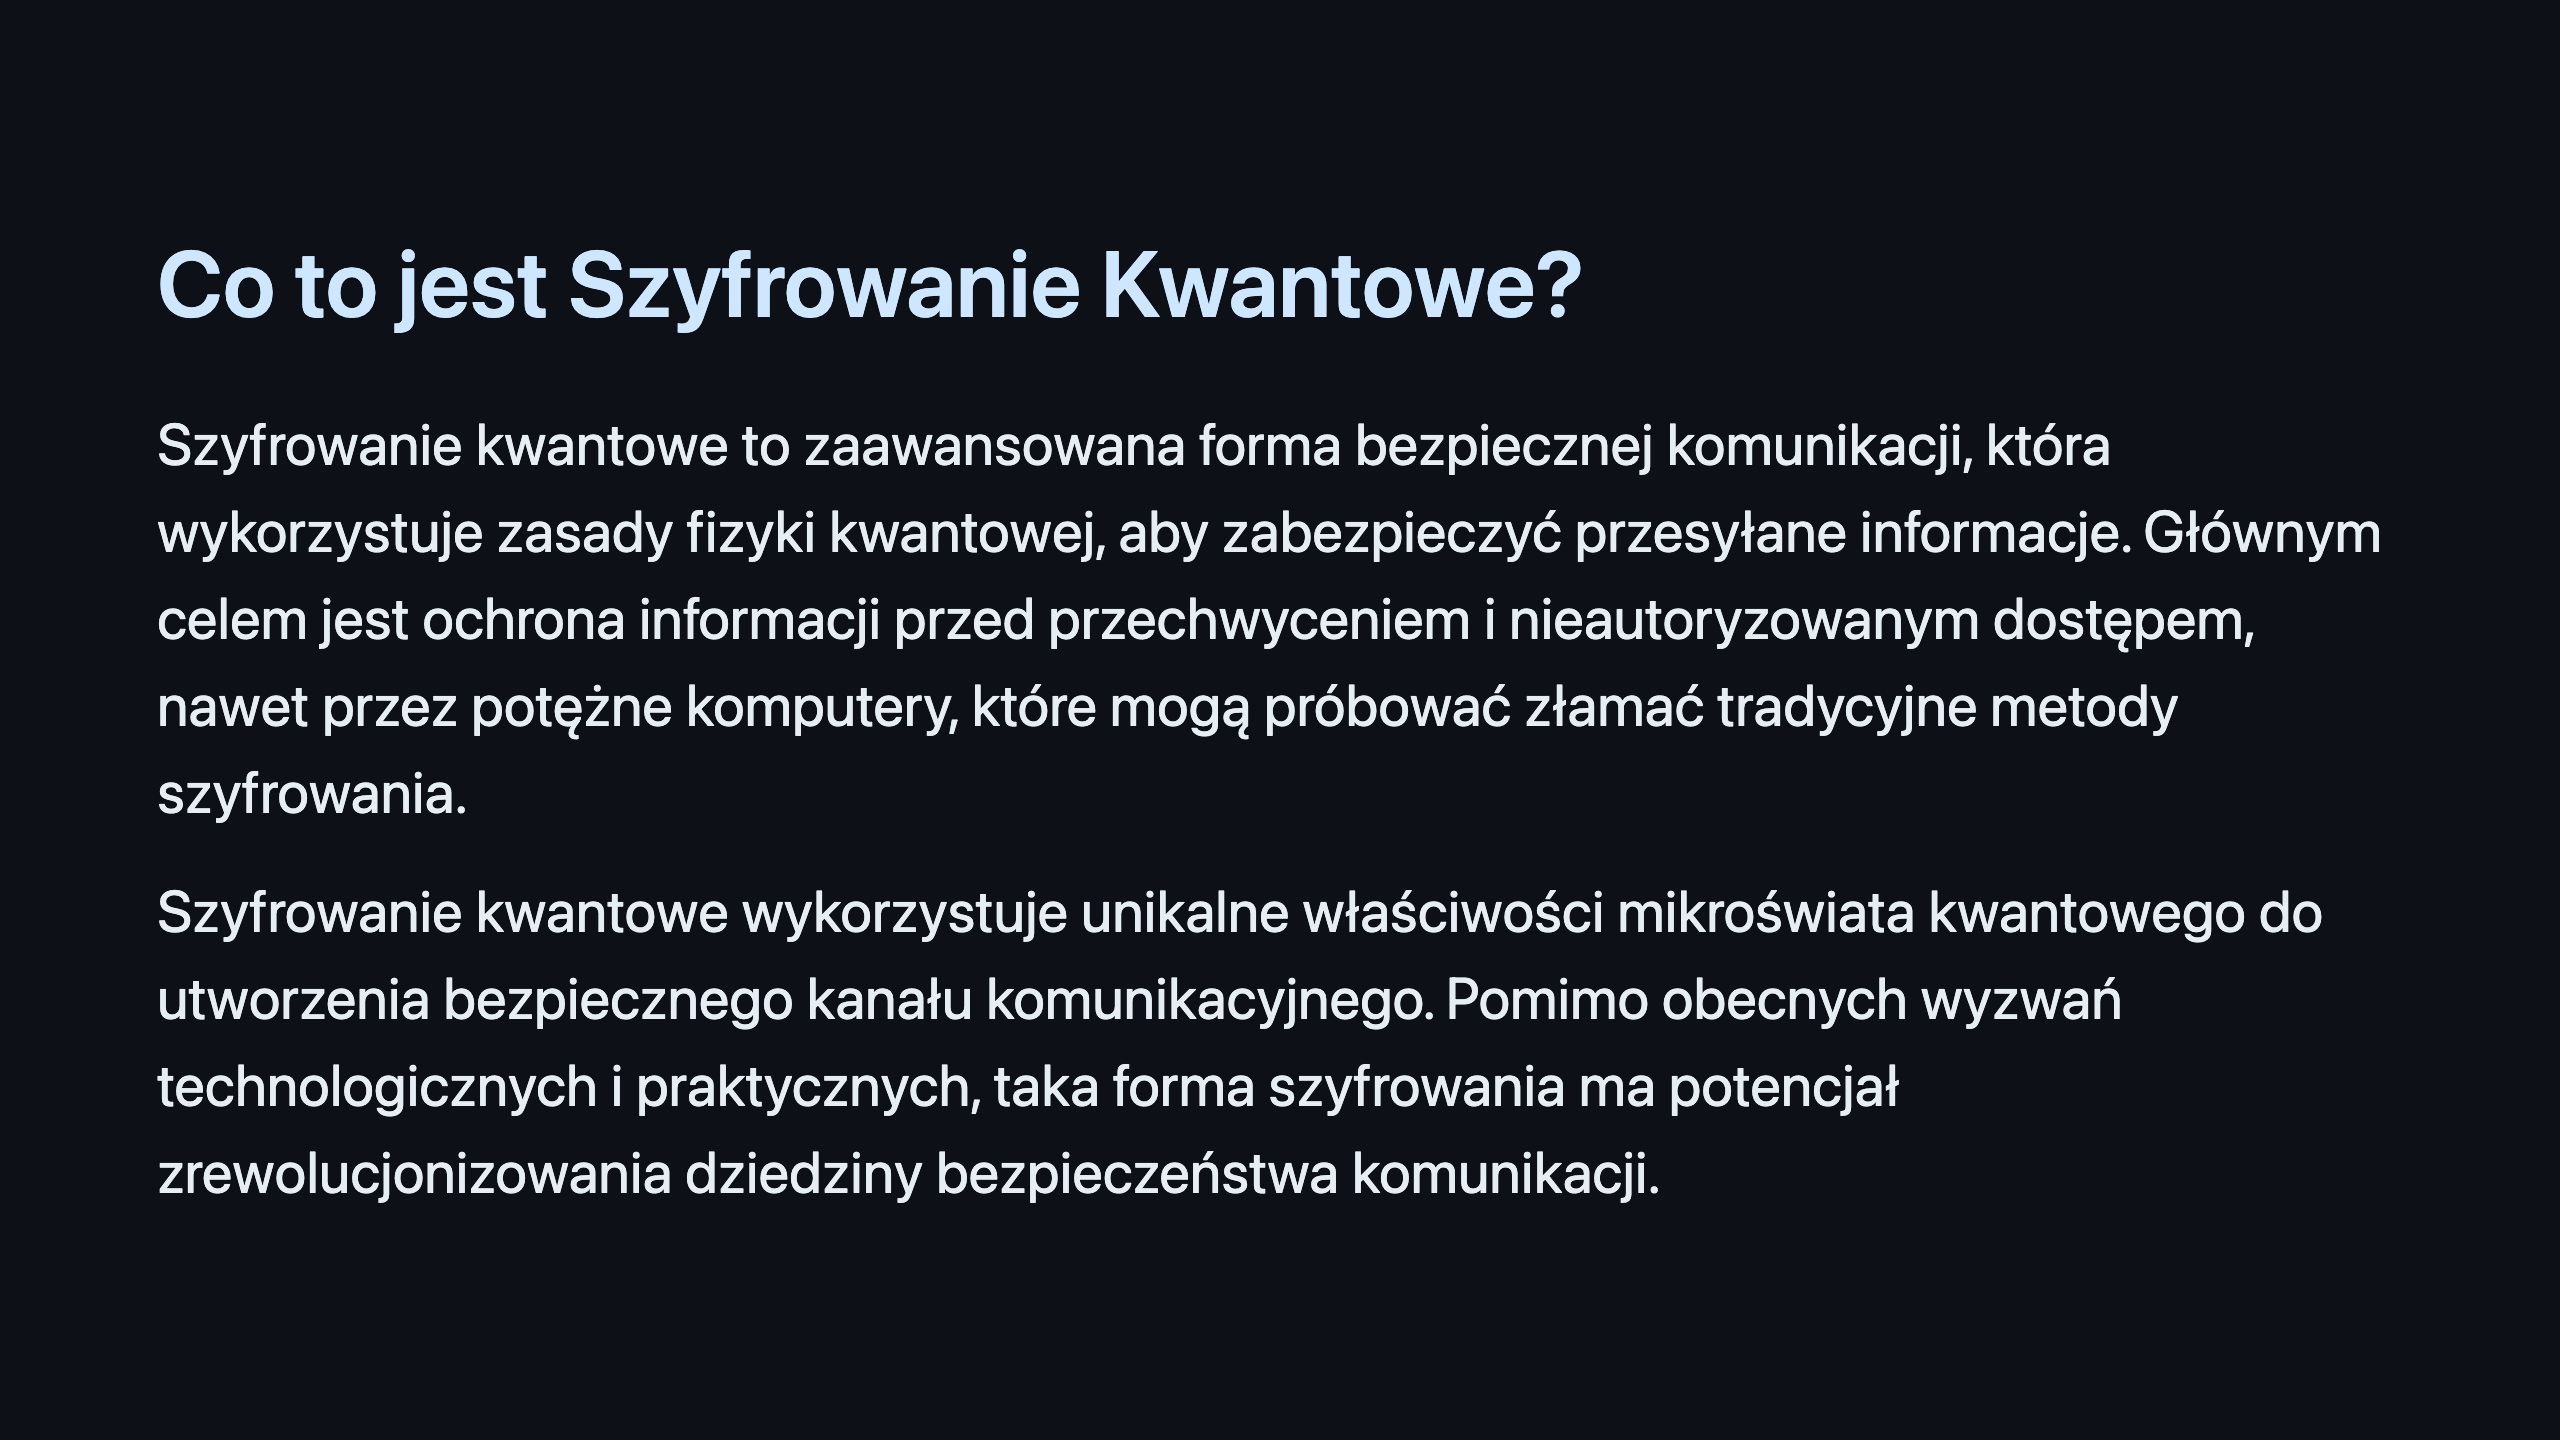 Co to jest Szyfrowanie Kwantowe?
Szyfrowanie kwantowe to zaawansowana forma bezpiecznej komunikacji, która
wykorzystuje zasady fizyki kwantowej, aby zabezpieczyć przesyłane informacje. Głównym
celem jest ochrona informacji przed przechwyceniem i nieautoryzowanym dostępem,
nawet przez potężne komputery, które mogą próbować złamać tradycyjne metody
szyfrowania.
Szyfrowanie kwantowe wykorzystuje unikalne właściwości mikroświata kwantowego do
utworzenia bezpiecznego kanału komunikacyjnego. Pomimo obecnych wyzwań
technologicznych i praktycznych, taka forma szyfrowania ma potencjał
zrewolucjonizowania dziedziny bezpieczeństwa komunikacji.